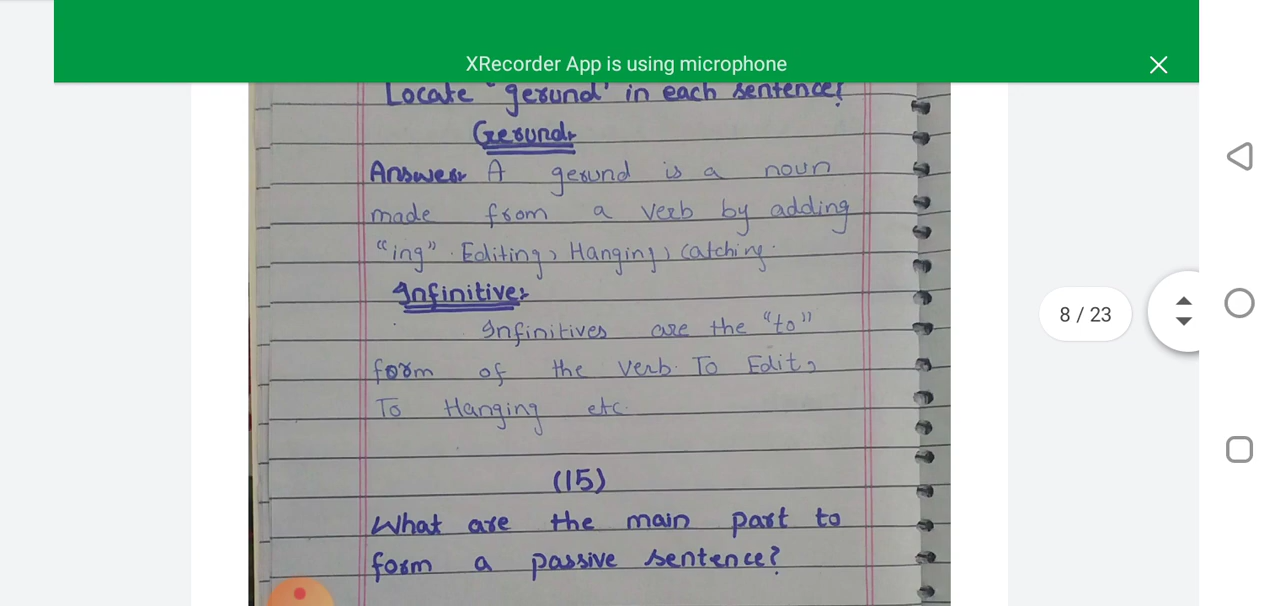 XRecorder App is using microphone
Locate "gerund" in each sentence?
Gerund:
Answer: A gerund is a noun
made from a verb by adding
"ing". Editing, Hanging, Catching.
Infinitive:
Infinitives are the "to"
form of the verb. To Edit,
To Hanging etc.
8 / 23
(15)
What are the main part to
form a passive sentence?